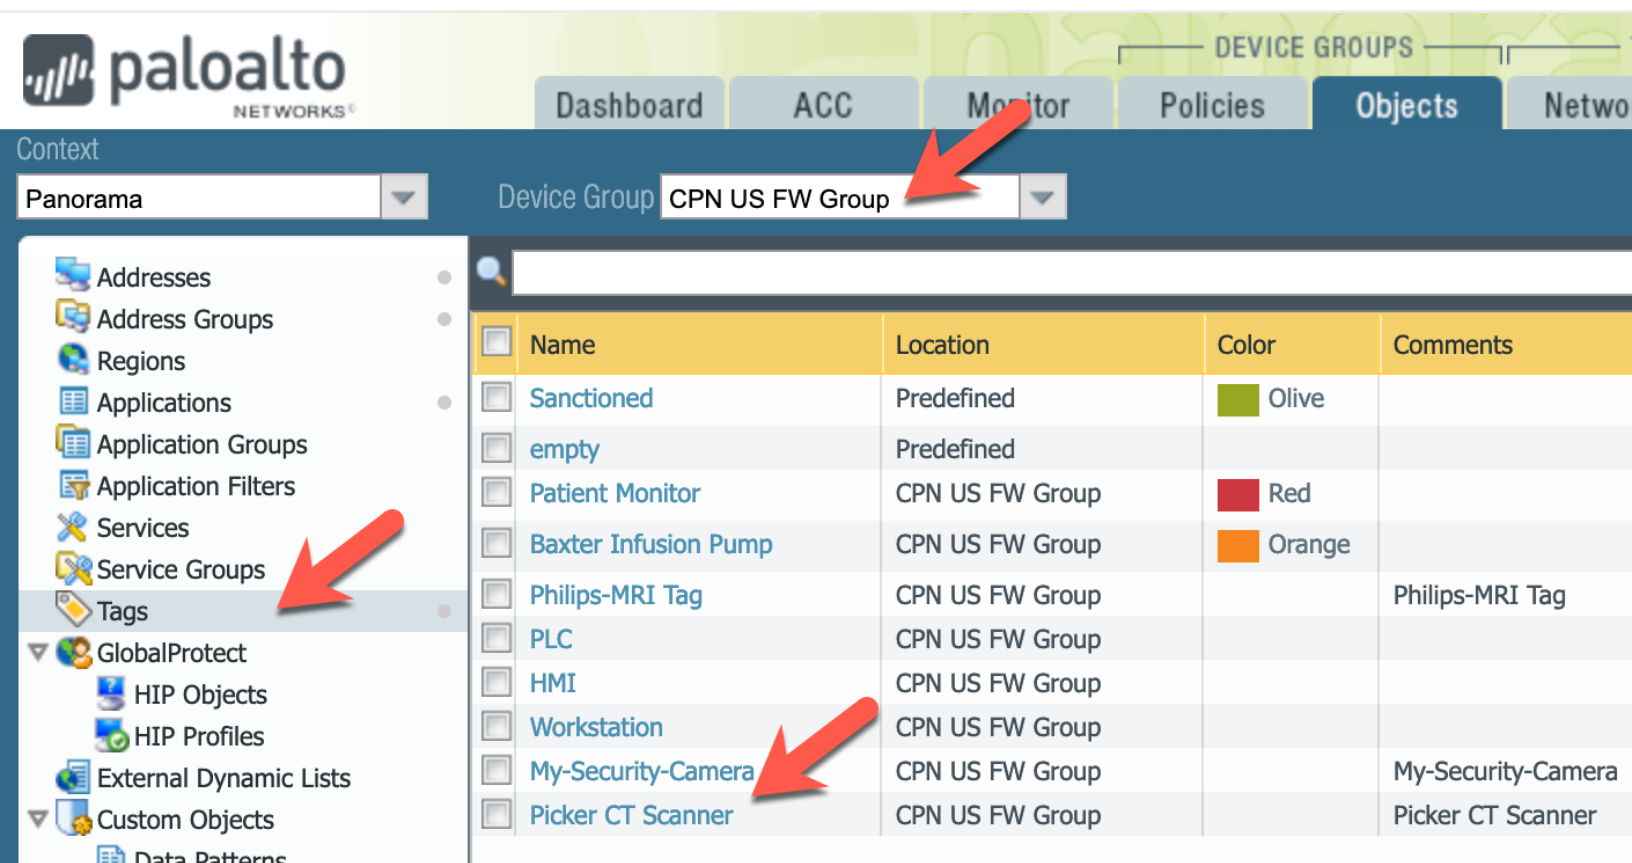 DEVICE GROUPS
paloalto
NETWORKS
Dashboard ACC Monitor Policies Objects Netwo
Context
Panorama
Device Group CPN US FW Group
Addresses
Address Groups
Regions
Applications
Application Groups
Application Filters
Services
Service Groups
Tags
GlobalProtect
HIP Objects
HIP Profiles
External Dynamic Lists
Custom Objects
Data Patterns
Name Location Color Comments
Sanctioned Predefined Olive
empty Predefined
Patient Monitor CPN US FW Group Red
Baxter Infusion Pump CPN US FW Group Orange
Philips-MRI Tag CPN US FW Group Philips-MRI Tag
PLC CPN US FW Group
HMI CPN US FW Group
Workstation CPN US FW Group
My-Security-Camera CPN US FW Group My-Security-Camera
Picker CT Scanner CPN US FW Group Picker CT Scanner